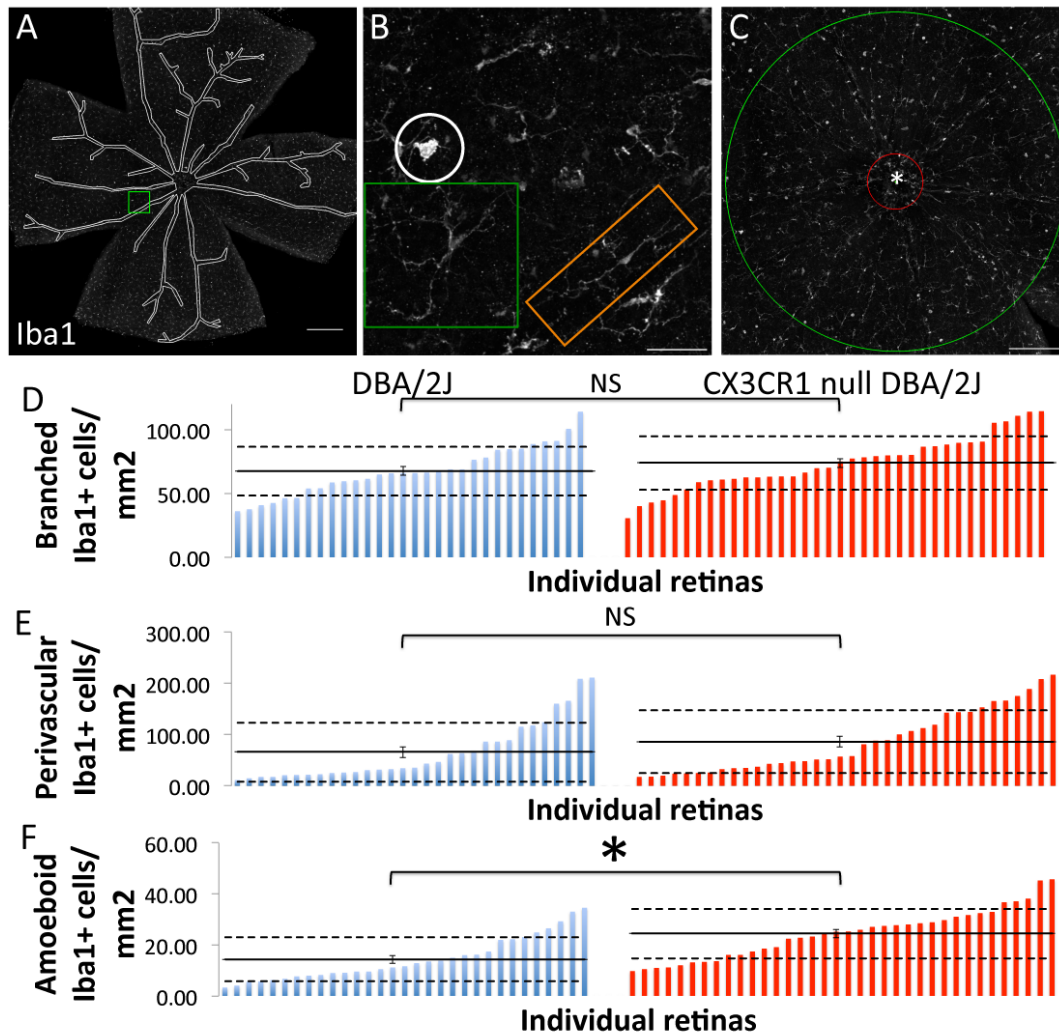 A
B
C
*
Iba1
DBA/2J
NS
CX3CR1 null DBA/2J
D
Branched
Iba1+ cells/
mm2
100.00
50.00
0.00
Individual retinas
E
NS
Perivascular
Iba1+ cells/
mm2
300.00
200.00
100.00
0.00
Individual retinas
F
*
Amoeboid
Iba1+ cells/
mm2
60.00
40.00
20.00
0.00
Individual retinas